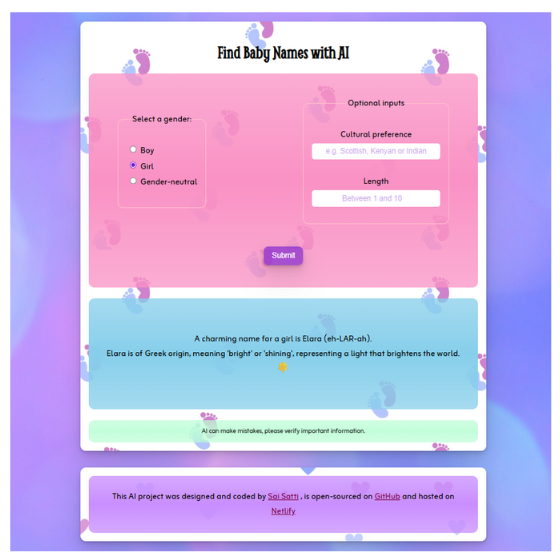 Find Baby Names with AI
Select a gender:
Boy
Girl
Gender-neutral
Optional inputs
Cultural preference
e.g. Scottish, Kenyan or Indian
Length
Between 1 and 10
Submit
A charming name for a girl is Elara (eh-LAR-ah).
Elara is of Greek origin, meaning 'bright' or 'shining', representing a light that brightens the world.
AI can make mistakes, please verify important information.
This AI project was designed and coded by Sai Satti , is open-sourced on GitHub and hosted on
Netlify